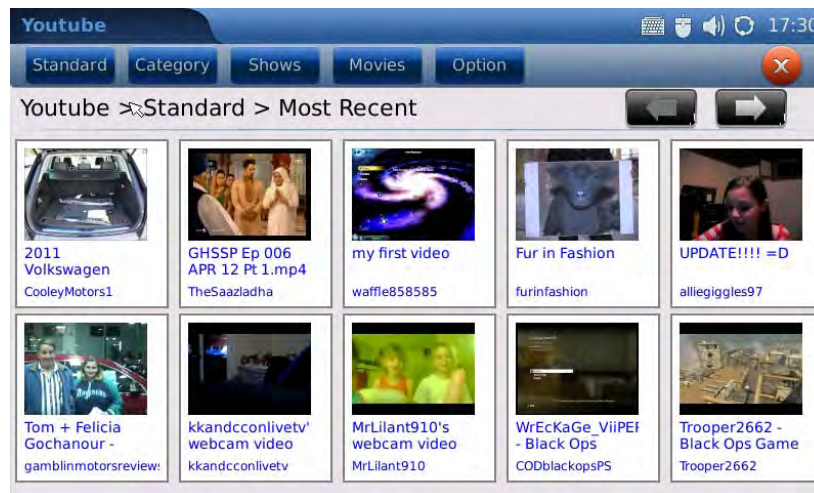 Youtube
17:30
Standard Category Shows Movies Option
X
Youtube > Standard > Most Recent
2011
Volkswagen
CooleyMotors1
GHSSP Ep 006
APR 12 Pt 1.mp4
TheSaazladha
my first video
waffle858585
Fur in Fashion
furinfashion
UPDATE!!!! =D
alliegiggles97
Tom + Felicia
Gochanour -
gamblinmotorsreviews
kkandcconlivetv'
webcam video
kkandcconlivetv
MrLilant910's
webcam video
MrLilant910
WrEcKaGe_ViiPER
- Black Ops
CODblackopsPS
Trooper2662 -
Black Ops Game
Trooper2662